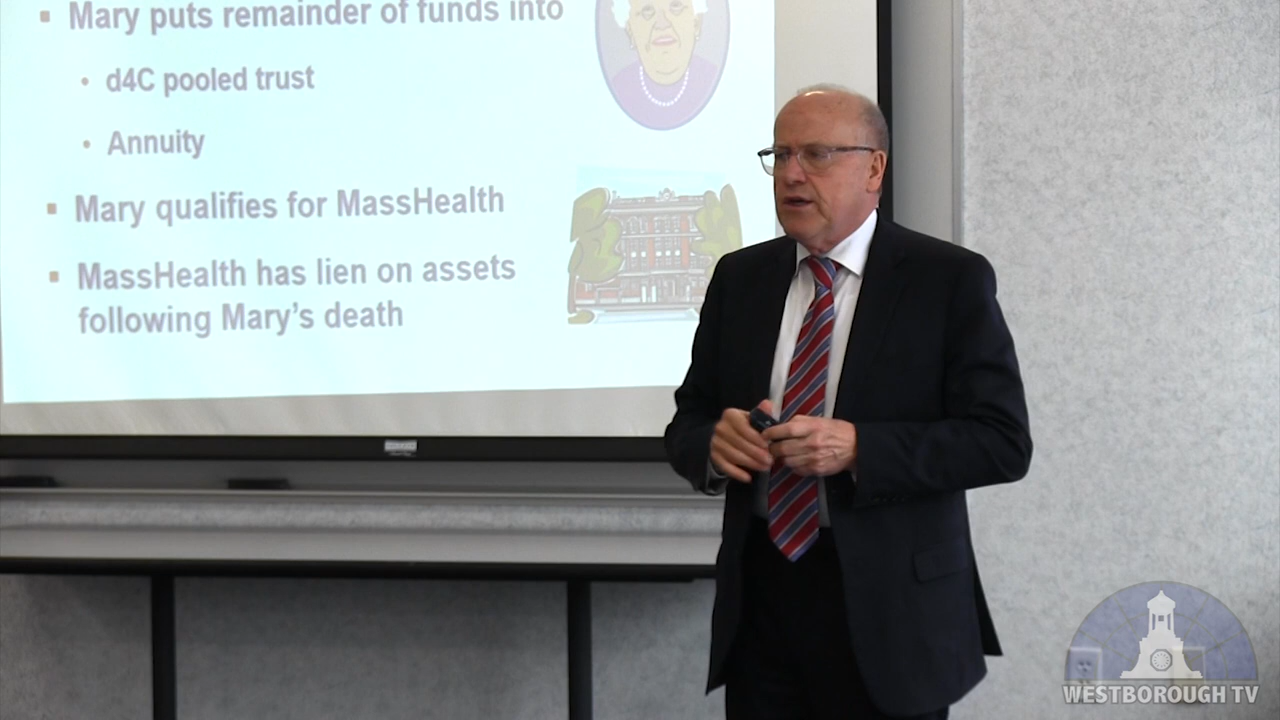 Mary puts remainder of funds into
d4C pooled trust
Annuity
Mary qualifies for MassHealth
MassHealth has lien on assets
following Mary's death
WESTBOROUGH TV